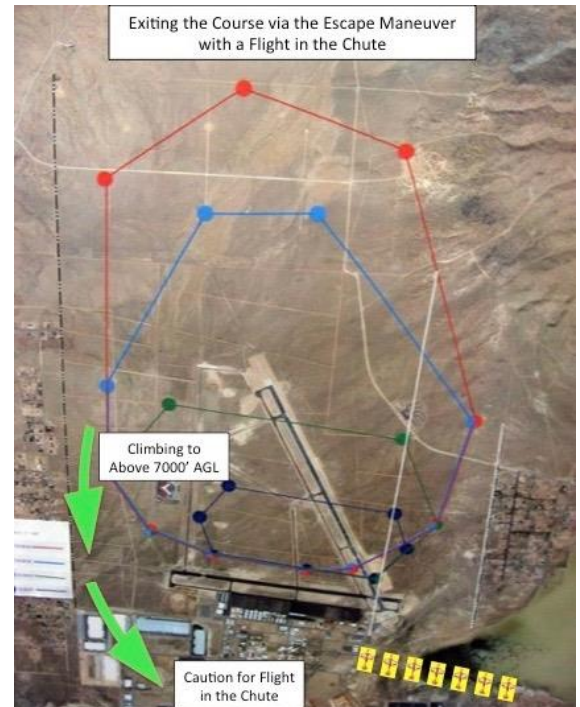 Exiting the Course via the Escape Maneuver
with a Flight in the Chute
Climbing to
Above 7000' AGL
Caution for Flight
in the Chute